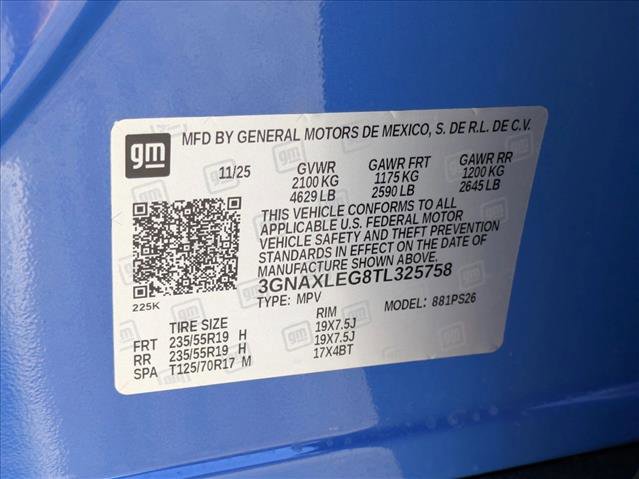 gm MFD BY GENERAL MOTORS DE MEXICO, S. DE R.L. DE C.V.
11/25 GVWR GAWR FRT GAWR RR
2100 KG 1175 KG 1200 KG
4629 LB 2590 LB 2645 LB
THIS VEHICLE CONFORMS TO ALL
APPLICABLE U.S. FEDERAL MOTOR
VEHICLE SAFETY AND THEFT PREVENTION
STANDARDS IN EFFECT ON THE DATE OF
MANUFACTURE SHOWN ABOVE.
3GNAXLEG8TL325758
225K TYPE: MPV MODEL: 881PS26
TIRE SIZE RIM
FRT 235/55R19 H 19X7.5J
RR 235/55R19 H 19X7.5J
SPA T125/70R17 M 17X4BT